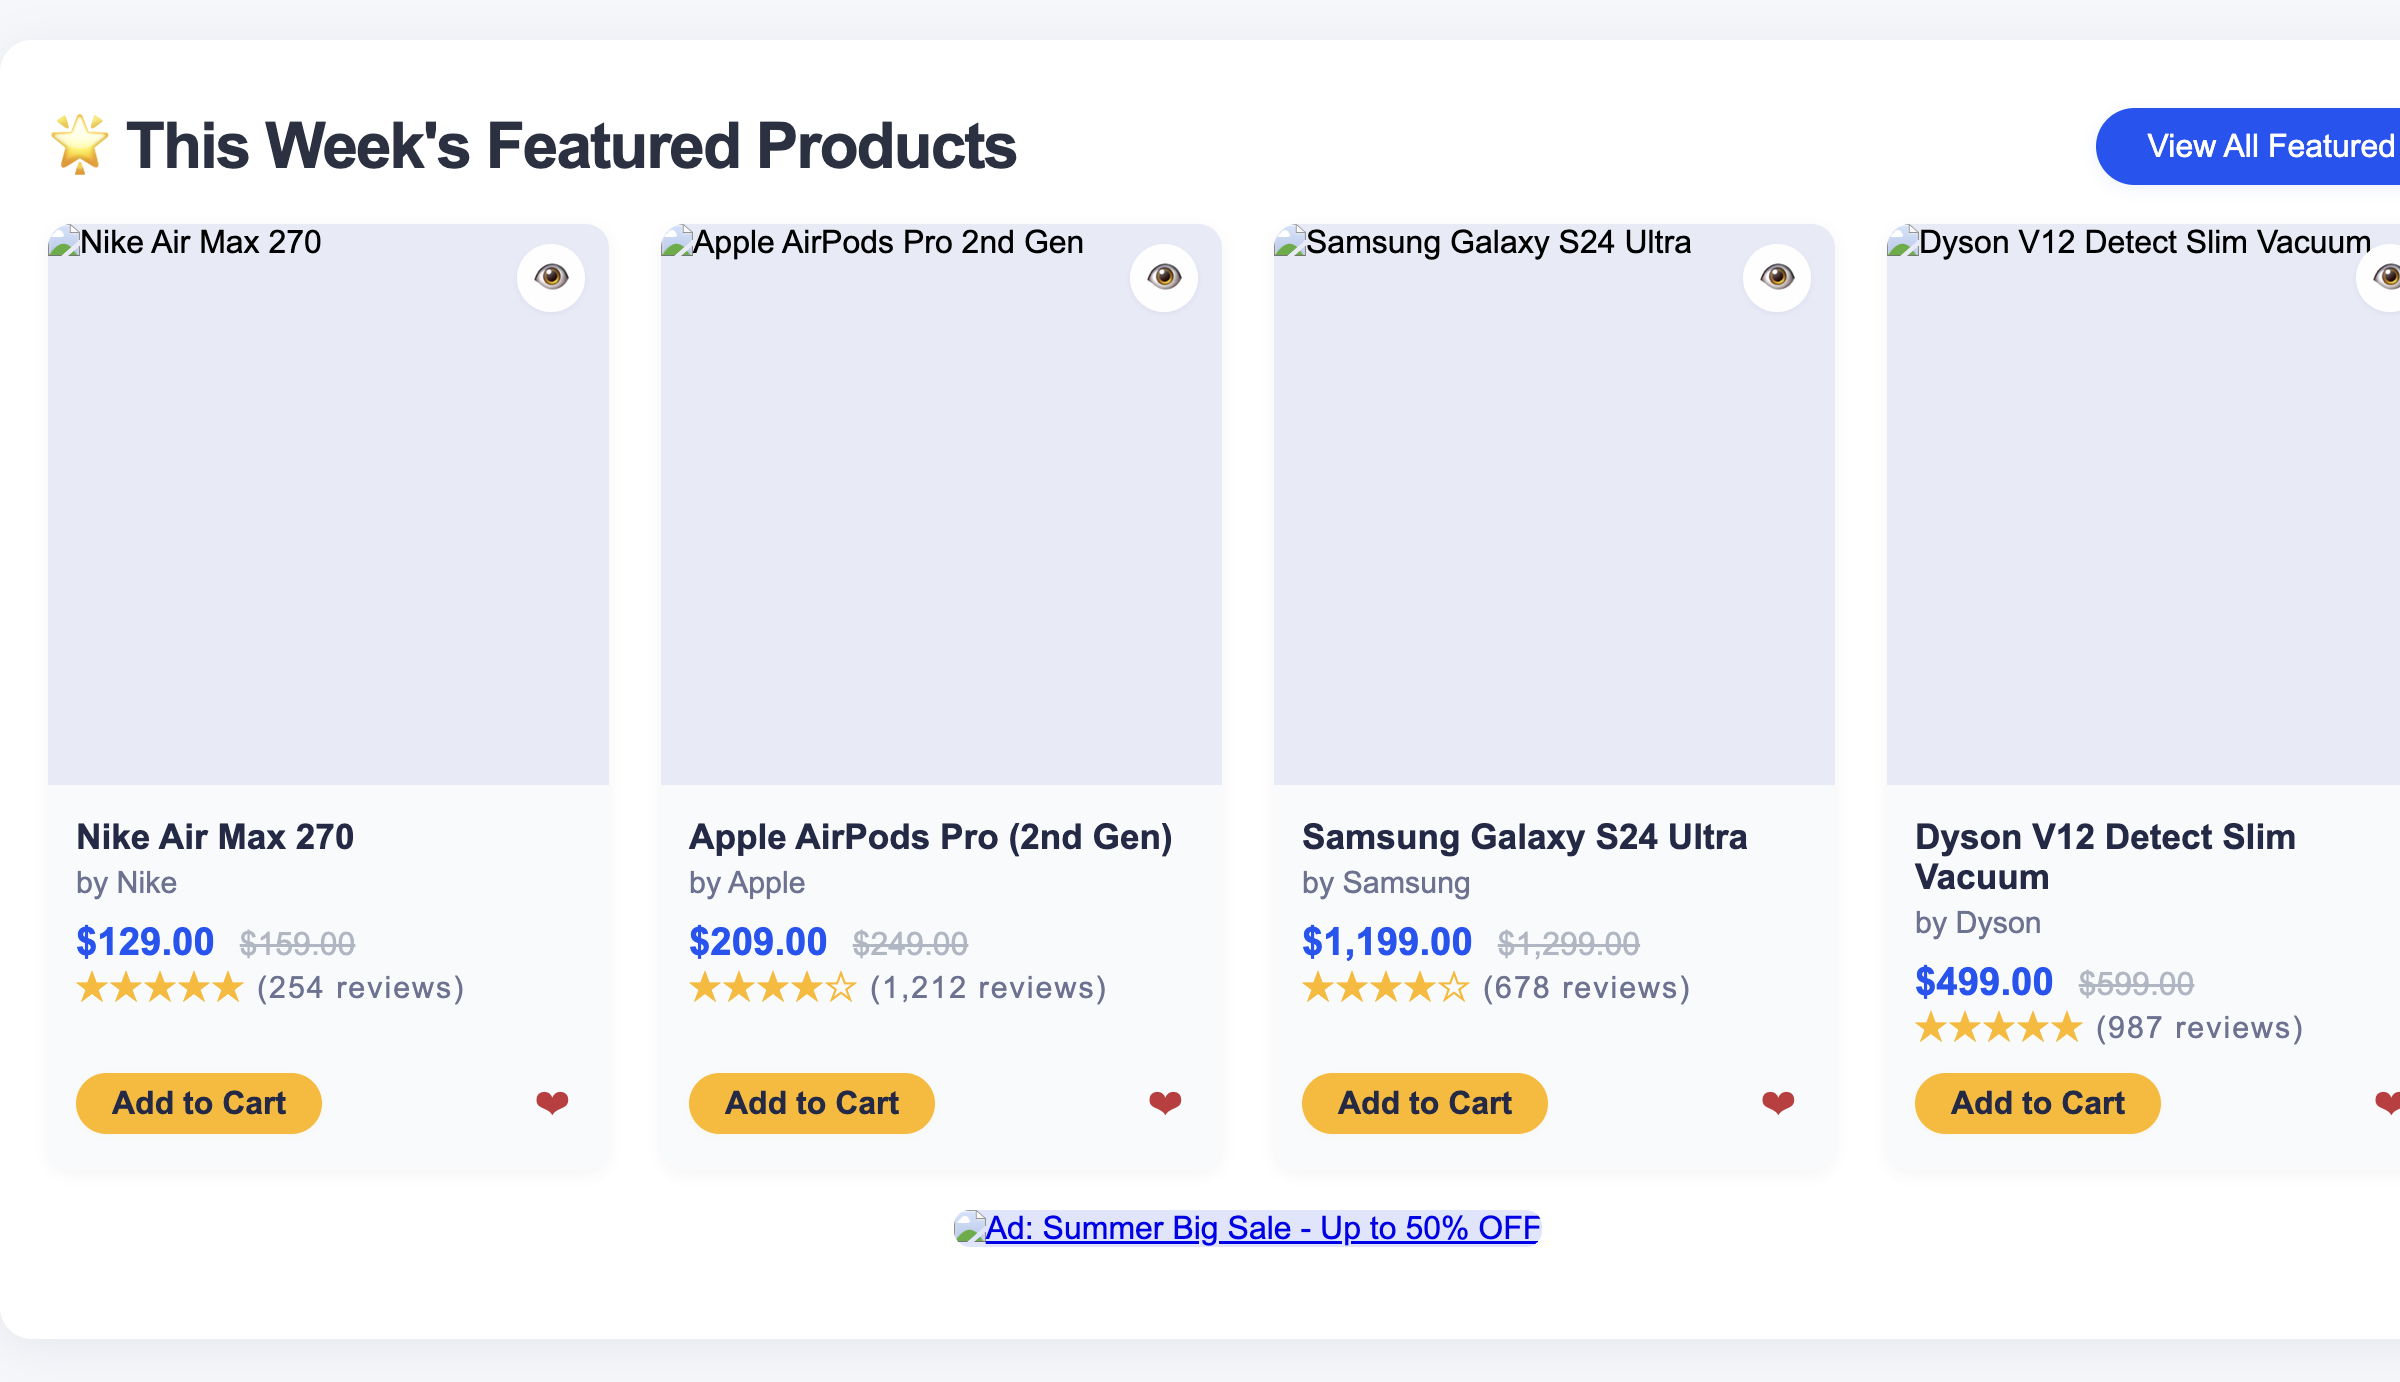 🌟 This Week's Featured Products
View All Featured
Nike Air Max 270
Apple AirPods Pro 2nd Gen
Samsung Galaxy S24 Ultra
Dyson V12 Detect Slim Vacuum
Nike Air Max 270
by Nike
$129.00 $159.00
★★★★★ (254 reviews)
Add to Cart
Apple AirPods Pro (2nd Gen)
by Apple
$209.00 $249.00
★★★★☆ (1,212 reviews)
Add to Cart
Samsung Galaxy S24 Ultra
by Samsung
$1,199.00 $1,299.00
★★★★☆ (678 reviews)
Add to Cart
Dyson V12 Detect Slim
Vacuum
by Dyson
$499.00 $599.00
★★★★★ (987 reviews)
Add to Cart
Ad: Summer Big Sale - Up to 50% OFF